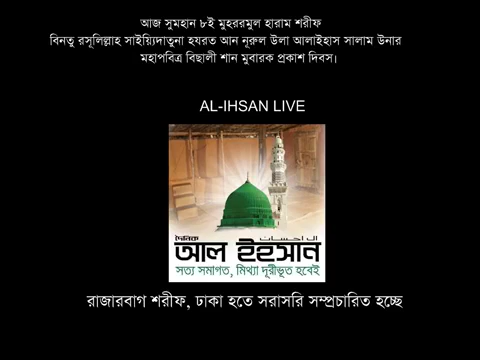 আজ সুমহান ৮ই মুহররমুল হারাম শরীফ
বিনতু রসূলিল্লাহ সাইয়্যিদাতুনা হযরত আন নূরুল উলা আলাইহাস সালাম উনার
মহাপবিত্র বিছালী শান মুবারক প্রকাশ দিবস।
AL-IHSAN LIVE
দৈনিক الاحسان
আল ইহসান
সত্য সমাগত, মিথ্যা দূরীভূত হবেই
রাজারবাগ শরীফ, ঢাকা হতে সরাসরি সম্প্রচারিত হচ্ছে